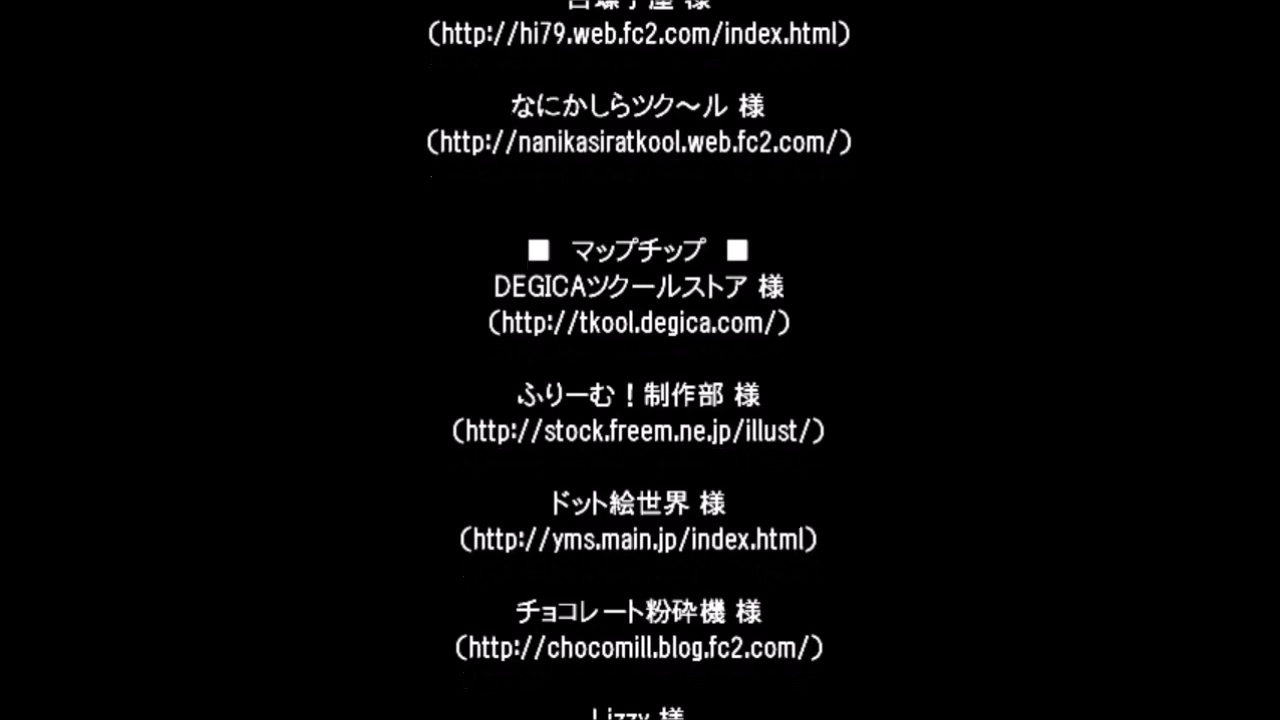 様
(http://hi79.web.fc2.com/index.html)
なにかしらツク～ル 様
(http://nanikasiratkool.web.fc2.com/)
■ マップチップ ■
DEGICAツクールストア 様
(http://tkool.degica.com/)
ふりーむ！制作部 様
(http://stock.freem.ne.jp/illust/)
ドット絵世界 様
(http://yms.main.jp/index.html)
チョコレート粉砕機 様
(http://chocomill.blog.fc2.com/)
Lizzy 様